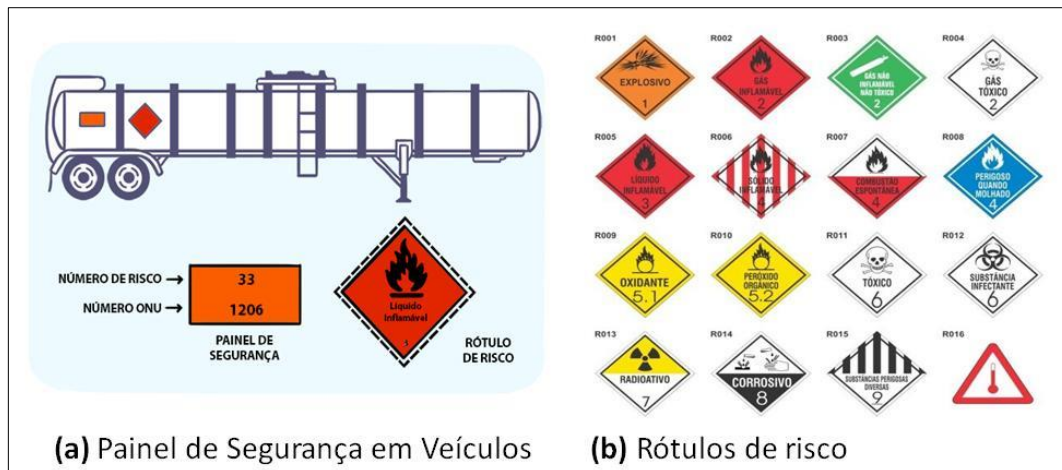 NÚMERO DE RISCO
33
NÚMERO ONU
1206
PAINEL DE
SEGURANÇA
Líquido
Inflamável
3
RÓTULO
DE RISCO
(a) Painel de Segurança em Veículos
R001
EXPLOSIVO
1
R002
GÁS
INFLAMÁVEL
2
R003
GÁS NÃO
INFLAMÁVEL
NÃO TÓXICO
2
R004
GÁS
TÓXICO
2
R005
LÍQUIDO
INFLAMÁVEL
3
R006
SÓLIDO
INFLAMÁVEL
4
R007
COMBUSTÃO
ESPONTÂNEA
4
R008
PERIGOSO
QUANDO
MOLHADO
4
R009
OXIDANTE
5.1
R010
PERÓXIDO
ORGÂNICO
5.2
R011
TÓXICO
6
R012
SUBSTÂNCIA
INFECTANTE
6
R013
RADIOATIVO
7
R014
CORROSIVO
8
R015
SUBSTÂNCIAS PERIGOSAS
DIVERSAS
9
R016
(b) Rótulos de risco